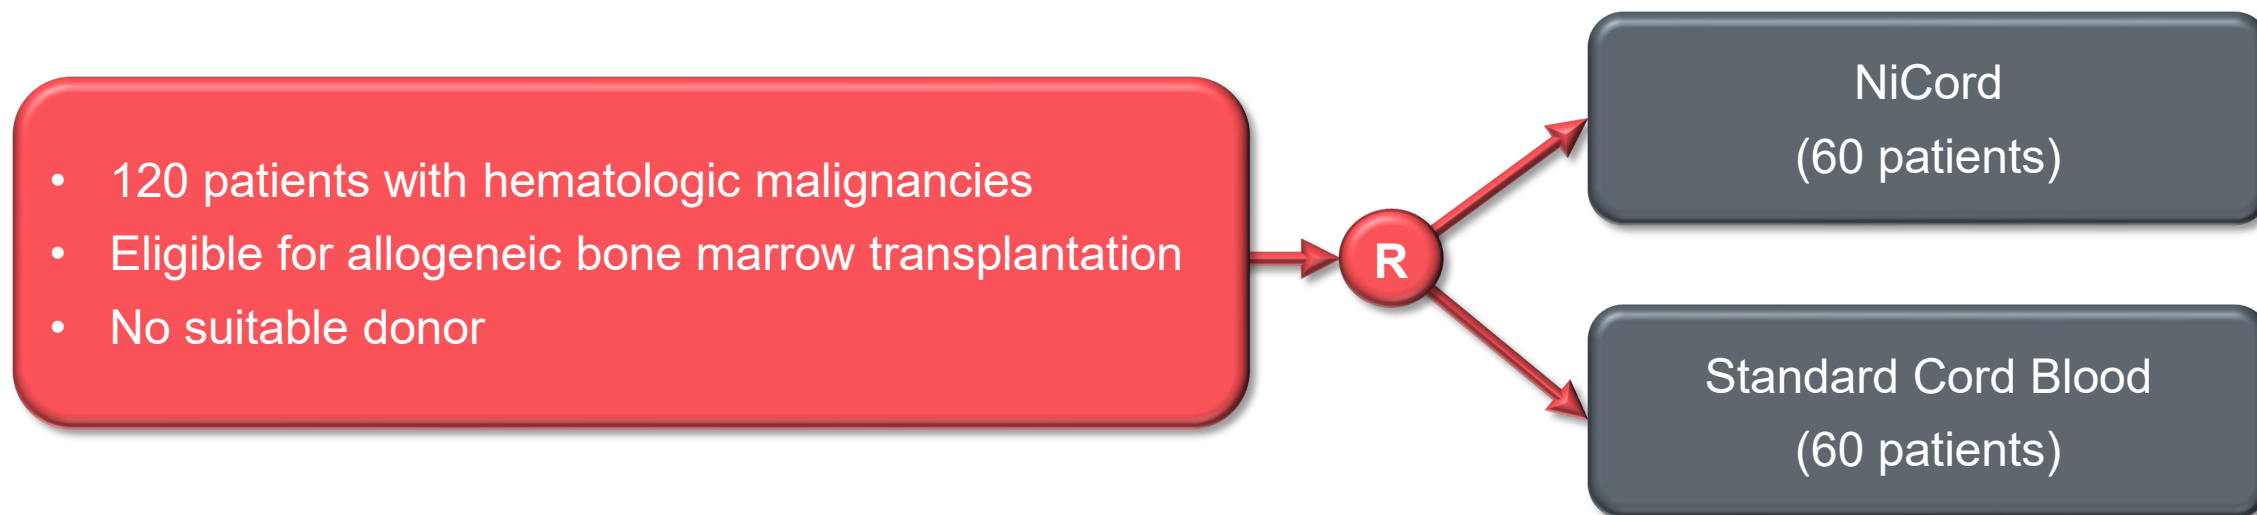 • 120 patients with hematologic malignancies
• Eligible for allogeneic bone marrow transplantation
• No suitable donor
R
NiCord
(60 patients)
Standard Cord Blood
(60 patients)